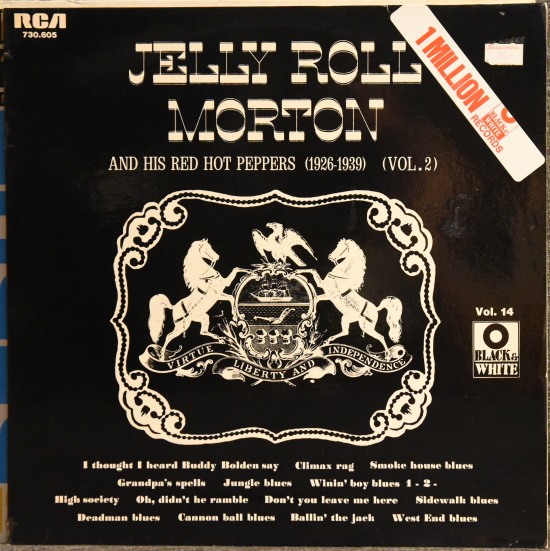 RCA
730.605
JELLY ROLL
MORTON
AND HIS RED HOT PEPPERS (1926-1939) (VOL.2)
1 MILLION
BLACK &
WHITE
RECORDS
VIRTUE LIBERTY AND INDEPENDENCE
Vol. 14
BLACK &
WHITE
I thought I heard Buddy Bolden say Climax rag Smoke house blues
Grandpa's spells Jungle blues Winin' boy blues 1 - 2 -
High society Oh, didn't he ramble Don't you leave me here Sidewalk blues
Deadman blues Cannon ball blues Ballin' the jack West End blues